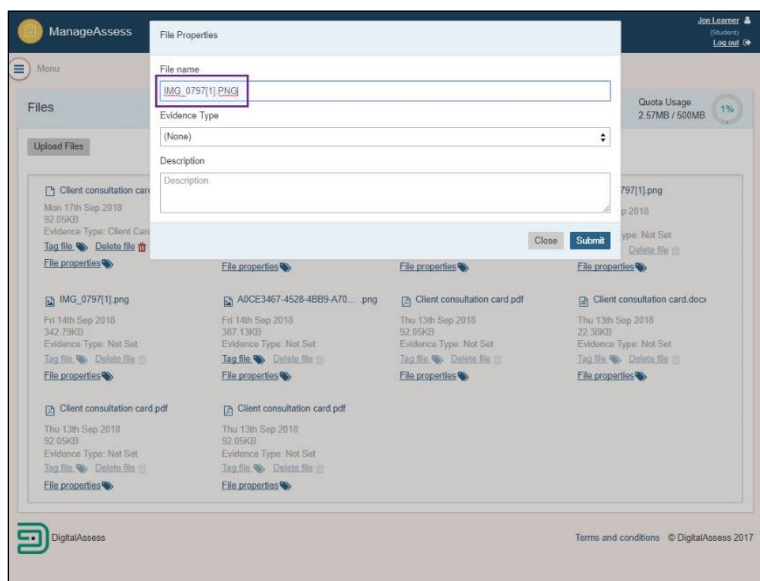 ManageAssess
Jon Learner
(Student)
Log out
Menu
File Properties
File name
IMG_0797[1].PNG
Evidence Type
(None)
Description
Description
Close Submit
Files
Quota Usage
2.57MB / 500MB
1%
Upload Files
Client consultation card
Mon 17th Sep 2018
92.05KB
Evidence Type: Client Card
Tag file Delete file
File properties
File properties
File properties
797[1].png
p 2018
ype: Not Set
Delete file
File properties
IMG_0797[1].png
Fri 14th Sep 2018
342.79KB
Evidence Type: Not Set
Tag file Delete file
File properties
A0CE3467-4528-4BB9-A70... .png
Fri 14th Sep 2018
387.13KB
Evidence Type: Not Set
Tag file Delete file
File properties
Client consultation card.pdf
Thu 13th Sep 2018
92.05KB
Evidence Type: Not Set
Tag file Delete file
File properties
Client consultation card.docx
Thu 13th Sep 2018
22.38KB
Evidence Type: Not Set
Tag file Delete file
File properties
Client consultation card.pdf
Thu 13th Sep 2018
92.05KB
Evidence Type: Not Set
Tag file Delete file
File properties
Client consultation card.pdf
Thu 13th Sep 2018
92.05KB
Evidence Type: Not Set
Tag file Delete file
File properties
DigitalAssess
Terms and conditions © DigitalAssess 2017